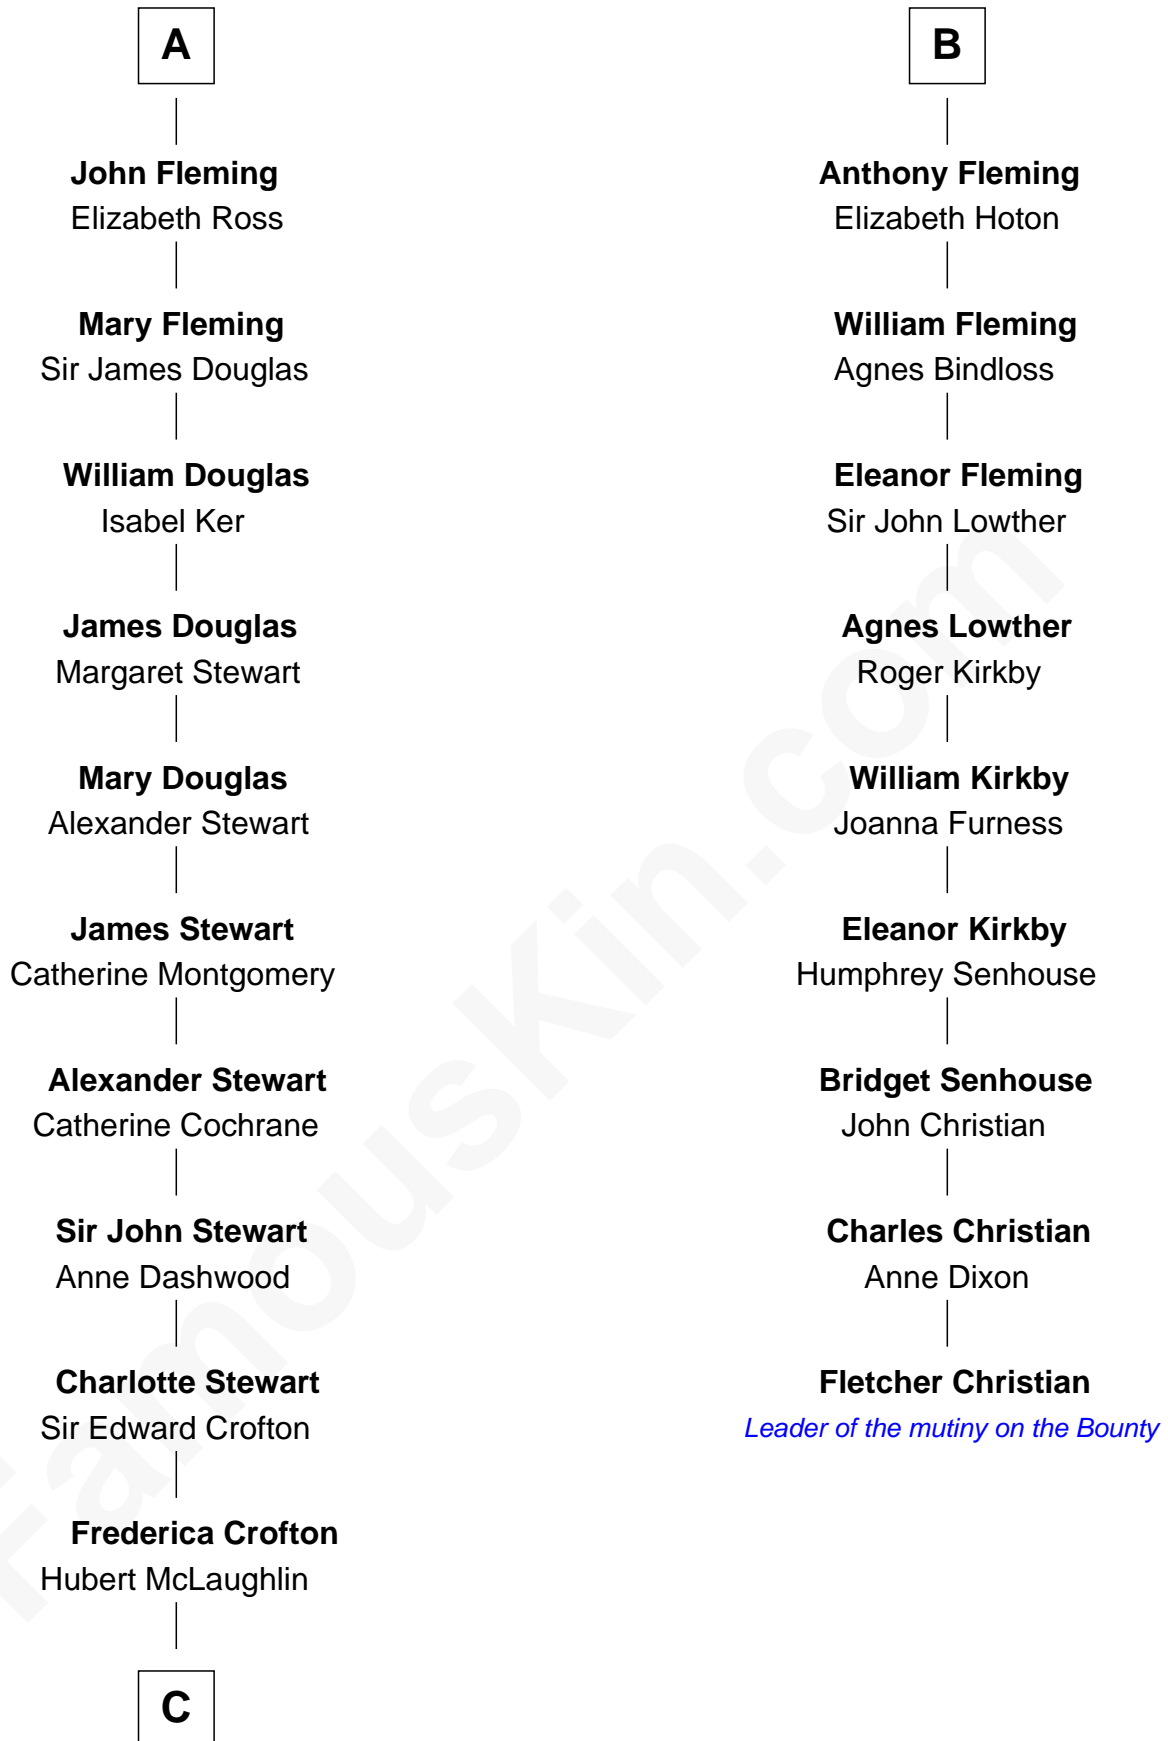 A
John Fleming
Elizabeth Ross
Mary Fleming
Sir James Douglas
William Douglas
Isabel Ker
James Douglas
Margaret Stewart
Mary Douglas
Alexander Stewart
James Stewart
Catherine Montgomery
Alexander Stewart
Catherine Cochrane
Sir John Stewart
Anne Dashwood
Charlotte Stewart
Sir Edward Crofton
Frederica Crofton
Hubert McLaughlin
C
B
Anthony Fleming
Elizabeth Hoton
William Fleming
Agnes Bindloss
Eleanor Fleming
Sir John Lowther
Agnes Lowther
Roger Kirkby
William Kirkby
Joanna Furness
Eleanor Kirkby
Humphrey Senhouse
Bridget Senhouse
John Christian
Charles Christian
Anne Dixon
Fletcher Christian
Leader of the mutiny on the Bounty
FamousKin.com